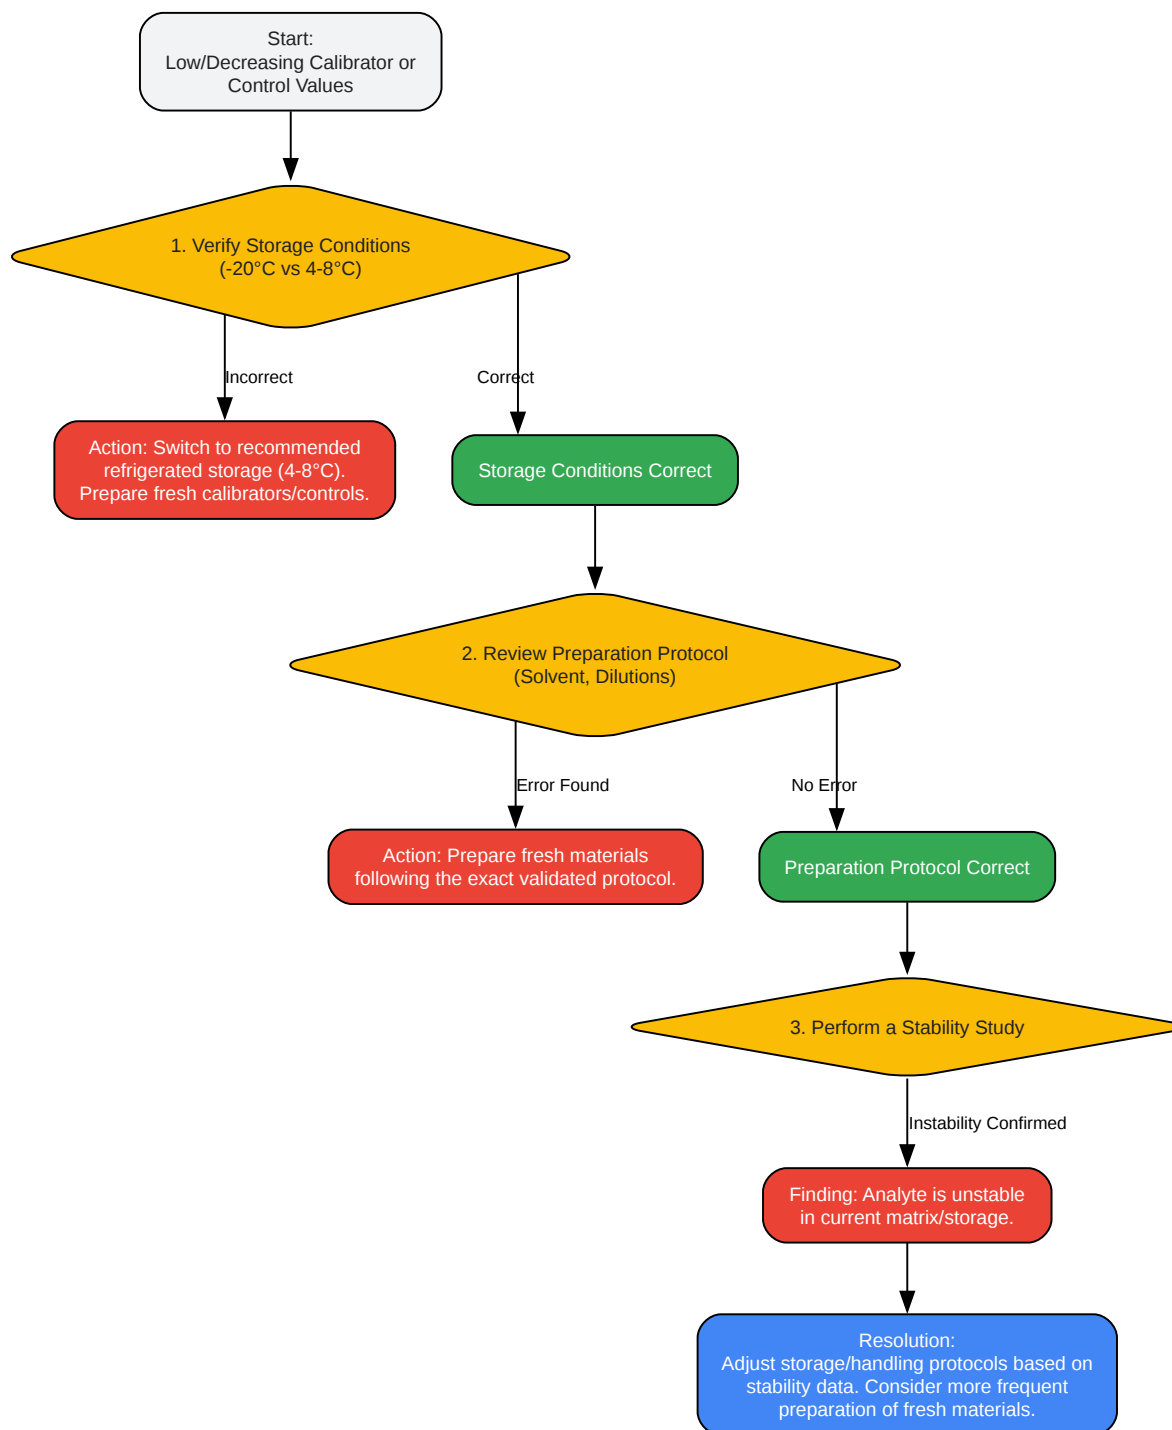 Start:
Low/Decreasing Calibrator or
Control Values
1. Verify Storage Conditions
(-20°C vs 4-8°C)
Incorrect
Correct
Action: Switch to recommended
refrigerated storage (4-8°C).
Prepare fresh calibrators/controls.
Storage Conditions Correct
2. Review Preparation Protocol
(Solvent, Dilutions)
Error Found
No Error
Action: Prepare fresh materials
following the exact validated protocol.
Preparation Protocol Correct
3. Perform a Stability Study
Instability Confirmed
Finding: Analyte is unstable
in current matrix/storage.
Resolution:
Adjust storage/handling protocols based on
stability data. Consider more frequent
preparation of fresh materials.